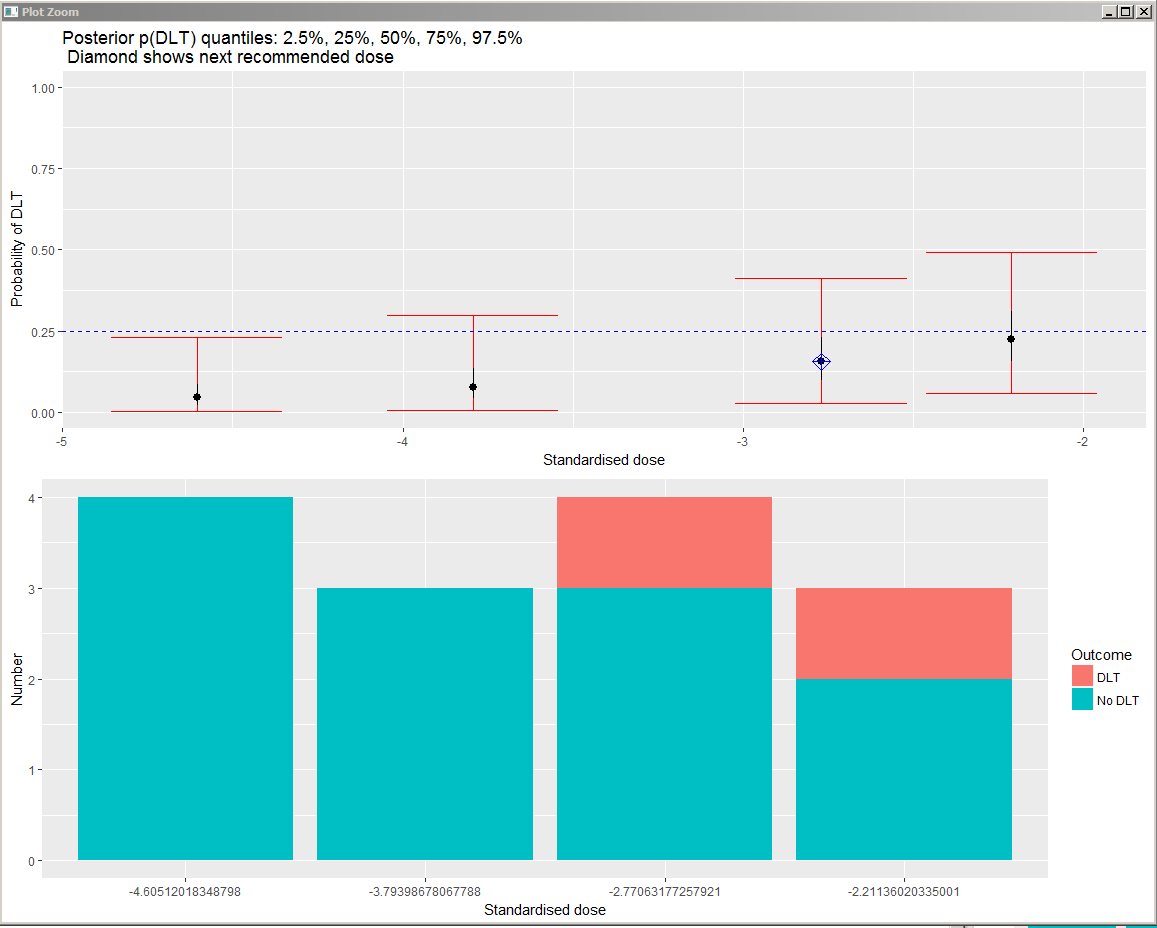 Plot Zoom
Posterior p(DLT) quantiles: 2.5%, 25%, 50%, 75%, 97.5%
Diamond shows next recommended dose
1.00
0.75
0.50
0.25
0.00
Probability of DLT
-5 -4 -3 -2
Standardised dose
4
3
2
1
0
Number
-4.60512018348798 -3.79398678067788 -2.77063177257921 -2.21136020335001
Standardised dose
Outcome
DLT
No DLT